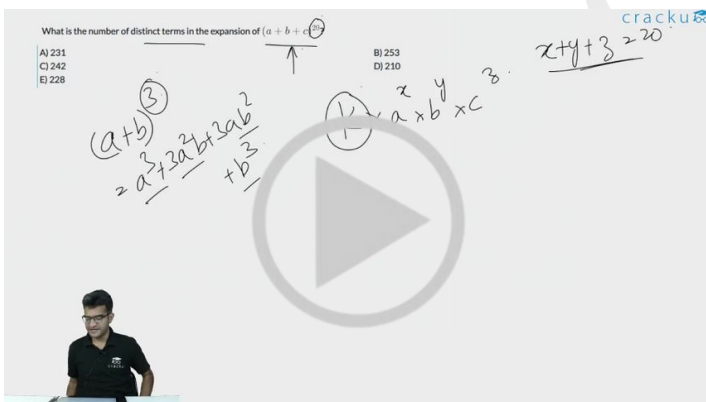 cracku
What is the number of distinct terms in the expansion of (a + b + c)²⁰?
x+y+z=20
A) 231
B) 253
C) 242
D) 210
E) 228
(a+b)³
= a³+3a²b+3ab²
+b³
k × aˣ × bʸ × cᶻ